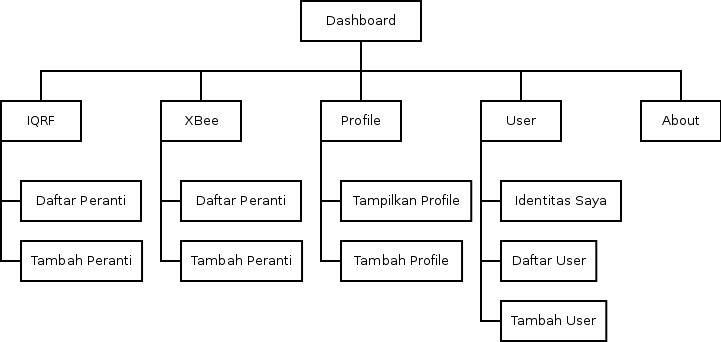 Dashboard
IQRF
XBee
Profile
User
About
Daftar Peranti
Daftar Peranti
Tampilkan Profile
Identitas Saya
Tambah Peranti
Tambah Peranti
Tambah Profile
Daftar User
Tambah User